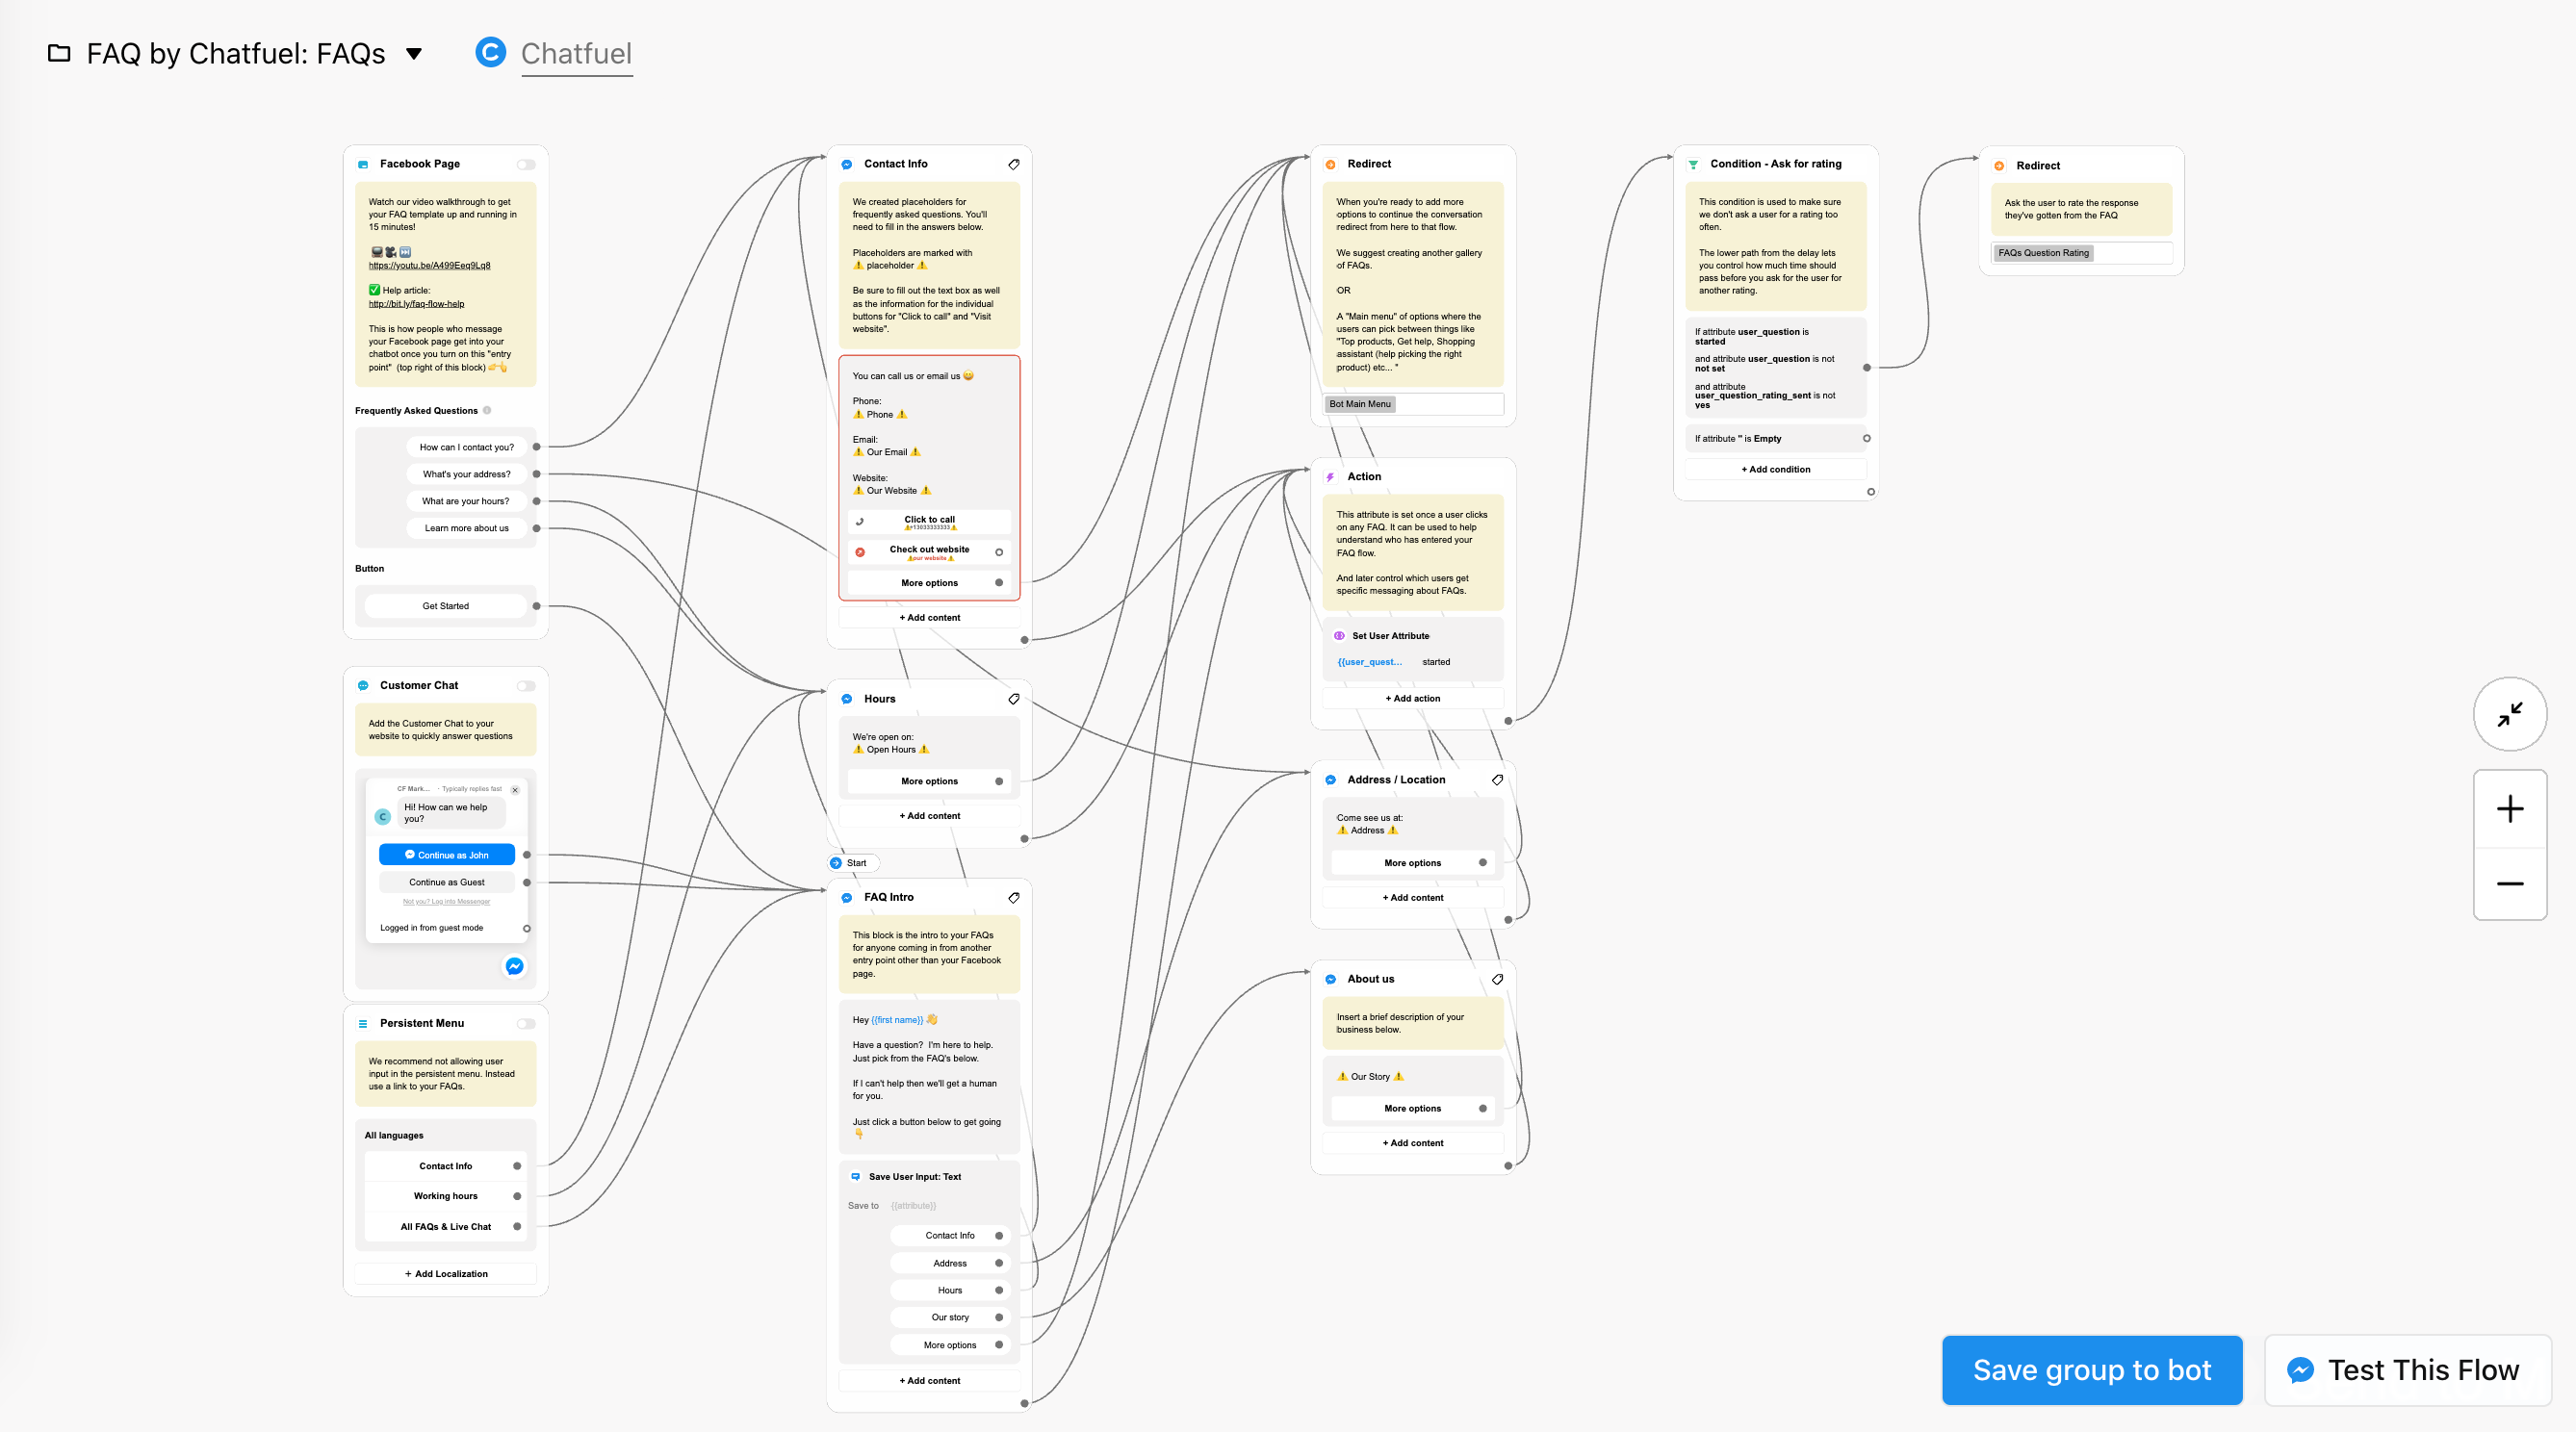 FAQ by Chatfuel: FAQs
Chatfuel
Facebook Page
Watch our video walkthrough to get
your FAQ template up and running in
15 minutes!
https://youtu.be/A499Eeq9Lq8
Help article:
http://bit.ly/faq-flow-help
This is how people who message
your Facebook page get into your
chatbot once you turn on this "entry
point" (top right of this block)
Frequently Asked Questions
How can I contact you?
What's your address?
What are your hours?
Learn more about us
Button
Get Started
Customer Chat
Add the Customer Chat to your
website to quickly answer questions
CF Mark... · Typically replies fast
C
Hi! How can we help
you?
Continue as John
Continue as Guest
Not you? Log into Messenger
Logged in from guest mode
Persistent Menu
We recommend not allowing user
input in the persistent menu. Instead
use a link to your FAQs.
All languages
Contact Info
Working hours
All FAQs & Live Chat
+ Add Localization
Contact Info
We created placeholders for
frequently asked questions. You'll
need to fill in the answers below.
Placeholders are marked with
⚠️ placeholder ⚠️
Be sure to fill out the text box as well
as the information for the individual
buttons for "Click to call" and "Visit
website".
You can call us or email us 😀
Phone:
⚠️ Phone ⚠️
Email:
⚠️ Our Email ⚠️
Website:
⚠️ Our Website ⚠️
Click to call
⚠️+13033333333⚠️
Check out website
⚠️our website⚠️
More options
+ Add content
Hours
We're open on:
⚠️ Open Hours ⚠️
More options
+ Add content
Start
FAQ Intro
This block is the intro to your FAQs
for anyone coming in from another
entry point other than your Facebook
page.
Hey {{first name}} 👋
Have a question? I'm here to help.
Just pick from the FAQ's below.
If I can't help then we'll get a human
for you.
Just click a button below to get going
👇
Save User Input: Text
Save to {{attribute}}
Contact Info
Address
Hours
Our story
More options
+ Add content
Redirect
When you're ready to add more
options to continue the conversation
redirect from here to that flow.
We suggest creating another gallery
of FAQs.
OR
A "Main menu" of options where the
users can pick between things like
"Top products, Get help, Shopping
assistant (help picking the right
product) etc... "
Bot Main Menu
Action
This attribute is set once a user clicks
on any FAQ. It can be used to help
understand who has entered your
FAQ flow.
And later control which users get
specific messaging about FAQs.
Set User Attribute
{{user_quest... started
+ Add action
Address / Location
Come see us at:
⚠️ Address ⚠️
More options
+ Add content
About us
Insert a brief description of your
business below.
⚠️ Our Story ⚠️
More options
+ Add content
Condition - Ask for rating
This condition is used to make sure
we don't ask a user for a rating too
often.
The lower path from the delay lets
you control how much time should
pass before you ask for the user for
another rating.
If attribute user_question is
started
and attribute user_question is not
not set
and attribute
user_question_rating_sent is not
yes
If attribute '' is Empty
+ Add condition
Redirect
Ask the user to rate the response
they've gotten from the FAQ
FAQs Question Rating
Save group to bot
Test This Flow